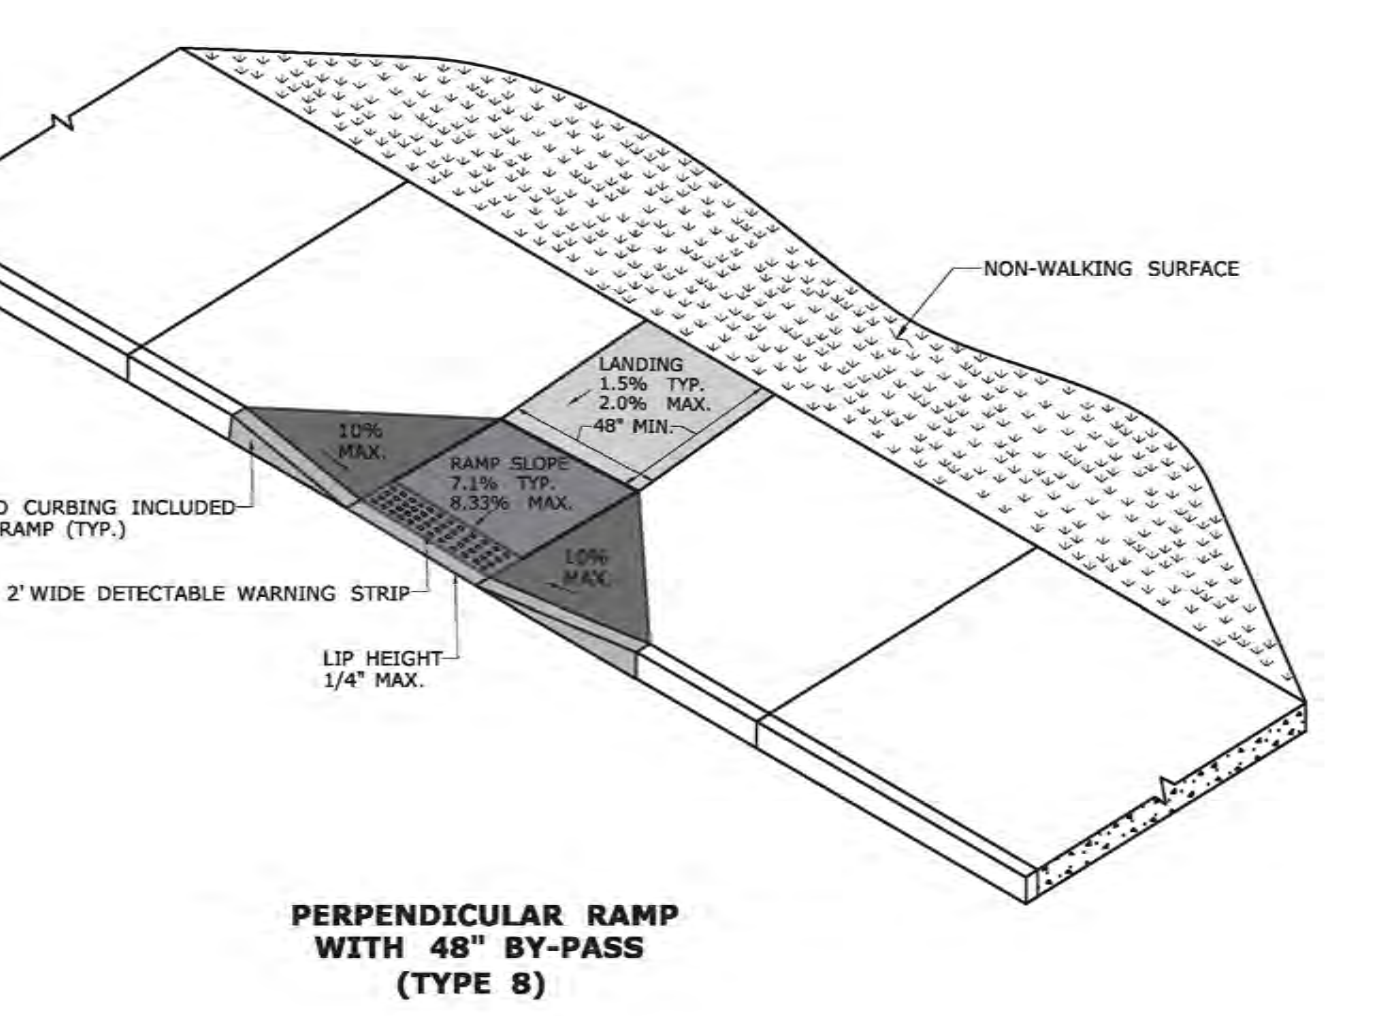 NON-WALKING SURFACE
LANDING
1.5% TYP.
2.0% MAX.
48" MIN.
10%
MAX.
RAMP SLOPE
7.1% TYP.
8.33% MAX.
CURBING INCLUDED
RAMP (TYP.)
10%
MAX.
2' WIDE DETECTABLE WARNING STRIP
LIP HEIGHT
1/4" MAX.
PERPENDICULAR RAMP
WITH 48" BY-PASS
(TYPE 8)